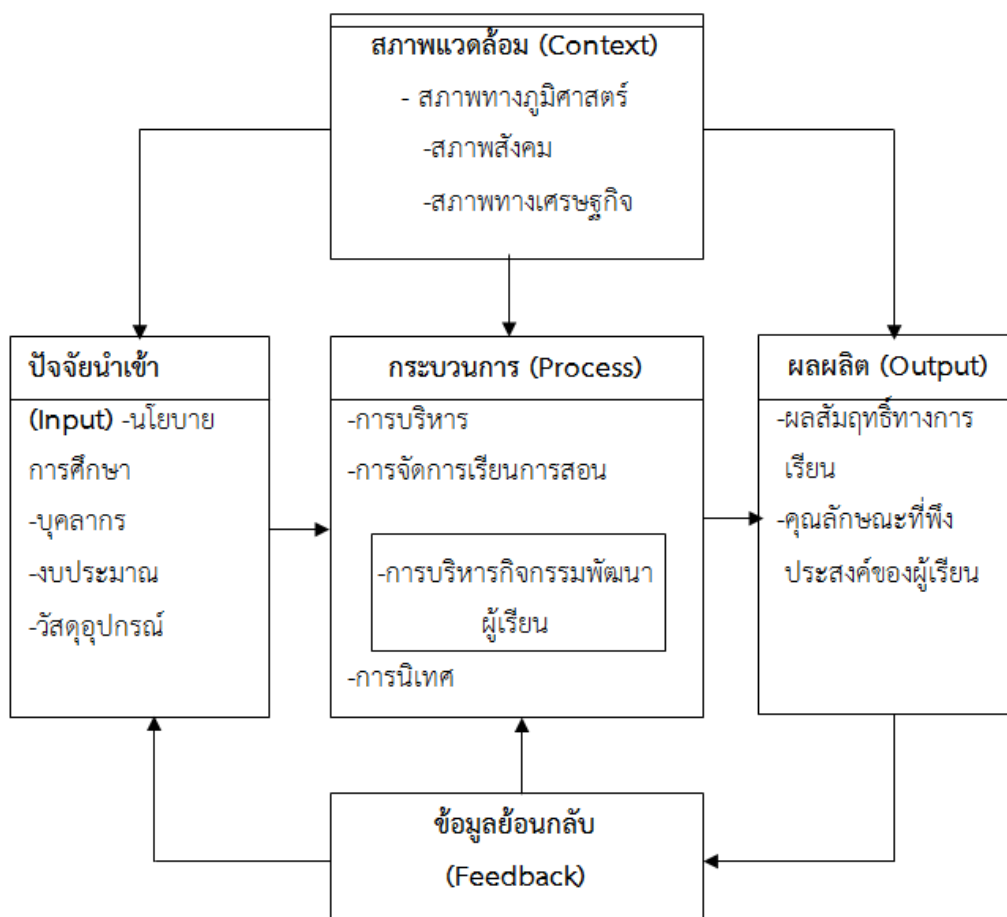 สภาพแวดล้อม (Context)
- สภาพทางภูมิศาสตร์
-สภาพสังคม
-สภาพทางเศรษฐกิจ
ปัจจัยนำเข้า
(Input) -นโยบาย
การศึกษา
-บุคลากร
-งบประมาณ
-วัสดุอุปกรณ์
กระบวนการ (Process)
-การบริหาร
-การจัดการเรียนการสอน
-การบริหารกิจกรรมพัฒนา
ผู้เรียน
-การนิเทศ
ผลผลิต (Output)
-ผลสัมฤทธิ์ทางการ
เรียน
-คุณลักษณะที่พึง
ประสงค์ของผู้เรียน
ข้อมูลย้อนกลับ
(Feedback)